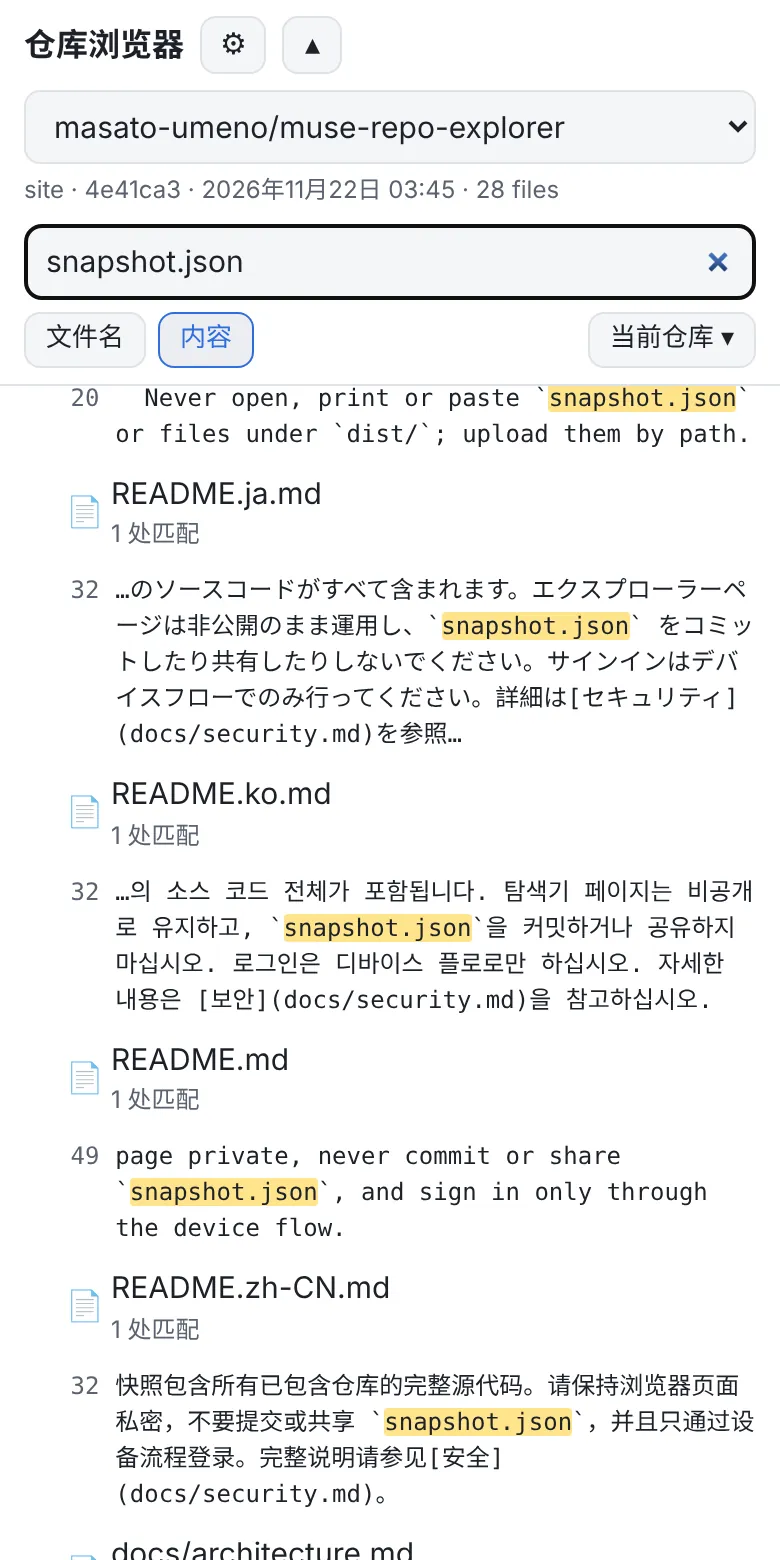 仓库浏览器 ⚙ ▲
masato-umeno/muse-repo-explorer
site · 4e41ca3 · 2026年11月22日 03:45 · 28 files
snapshot.json ✕
文件名 内容 当前仓库 ▾
20 Never open, print or paste `snapshot.json`
or files under `dist/`; upload them by path.
README.ja.md
1 处匹配
32 …のソースコードがすべて含まれます。エクスプローラーペ
ージは非公開のまま運用し、`snapshot.json` をコミッ
トしたり共有したりしないでください。サインインはデバ
イスフローでのみ行ってください。詳細は[セキュリティ]
(docs/security.md)を参照…
README.ko.md
1 处匹配
32 …의 소스 코드 전체가 포함됩니다. 탐색기 페이지는 비공개
로 유지하고, `snapshot.json`을 커밋하거나 공유하지
마십시오. 로그인은 디바이스 플로로만 하십시오. 자세한
내용은 [보안](docs/security.md)을 참고하십시오.
README.md
1 处匹配
49 page private, never commit or share
`snapshot.json`, and sign in only through
the device flow.
README.zh-CN.md
1 处匹配
32 快照包含所有已包含仓库的完整源代码。请保持浏览器页面
私密，不要提交或共享 `snapshot.json`，并且只通过设
备流程登录。完整说明请参见[安全]
(docs/security.md)。
docs/architecture.md